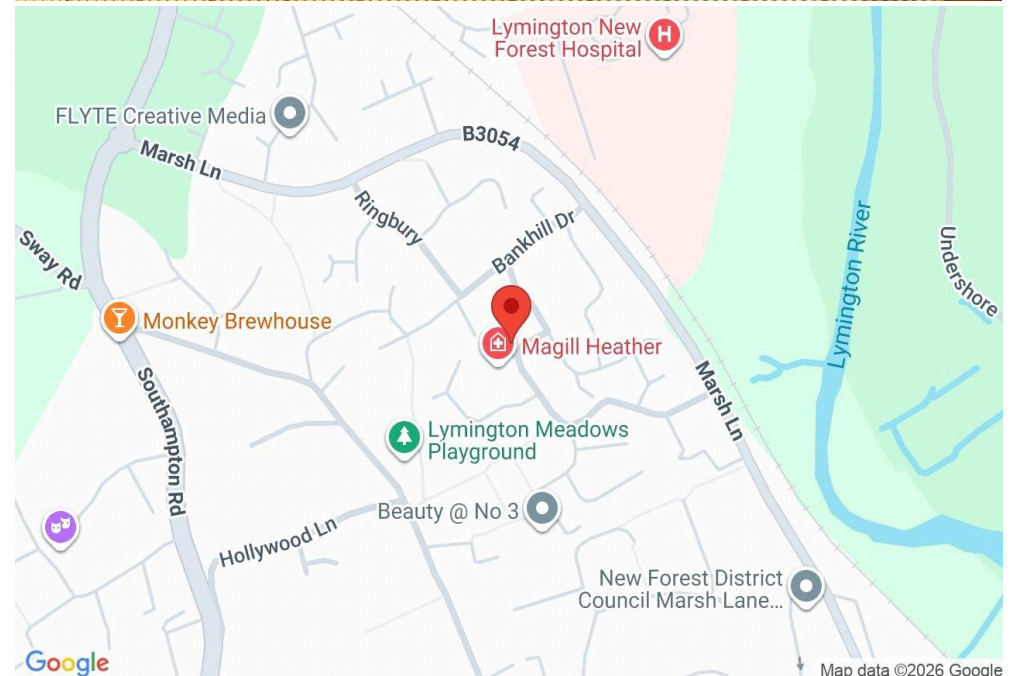 Lymington New
Forest Hospital
H
FLYTE Creative Media
B3054
Marsh Ln
Ringbury
Bankhill Dr
Sway Rd
Lymington River
Undershore
Monkey Brewhouse
Magill Heather
Southampton Rd
Marsh Ln
Lymington Meadows
Playground
Beauty @ No 3
Hollywood Ln
New Forest District
Council Marsh Lane...
Google
Map data ©2026 Google